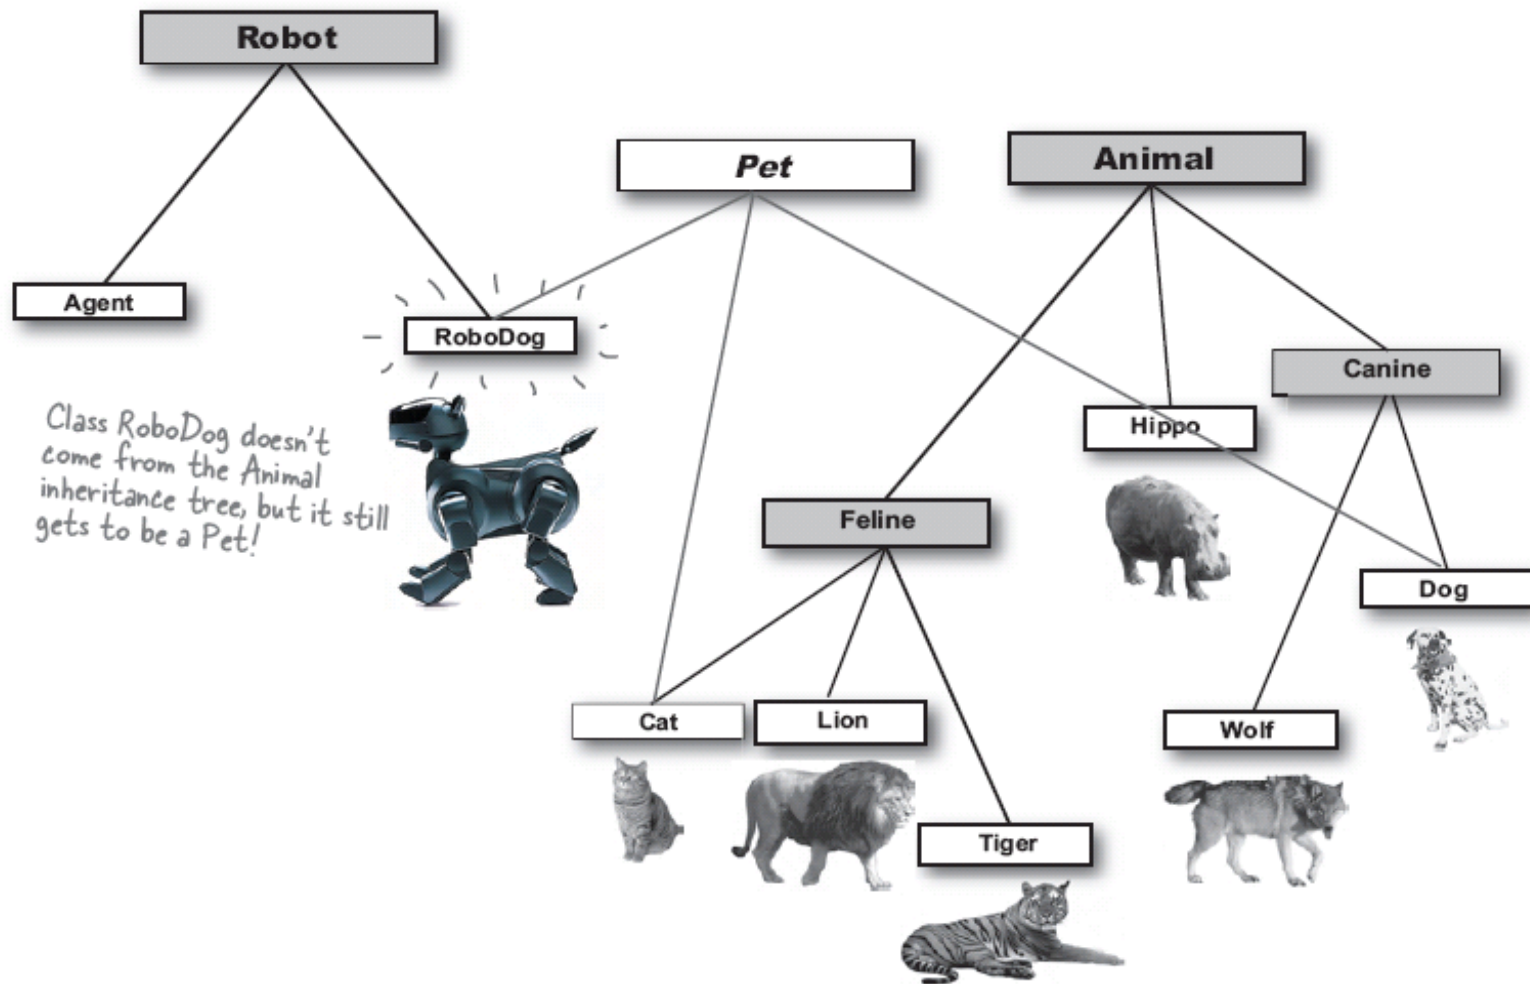 Robot
Pet
Animal
Agent
RoboDog
Canine
Hippo
Class RoboDog doesn't
come from the Animal
inheritance tree, but it still
gets to be a Pet!
Feline
Dog
Cat
Lion
Wolf
Tiger